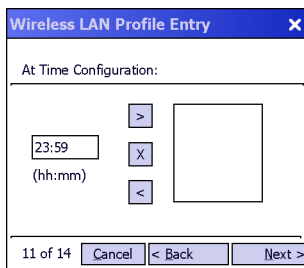 Wireless LAN Profile Entry X
At Time Configuration:
>
23:59
X
(hh:mm)
<
11 of 14 Cancel < Back Next >